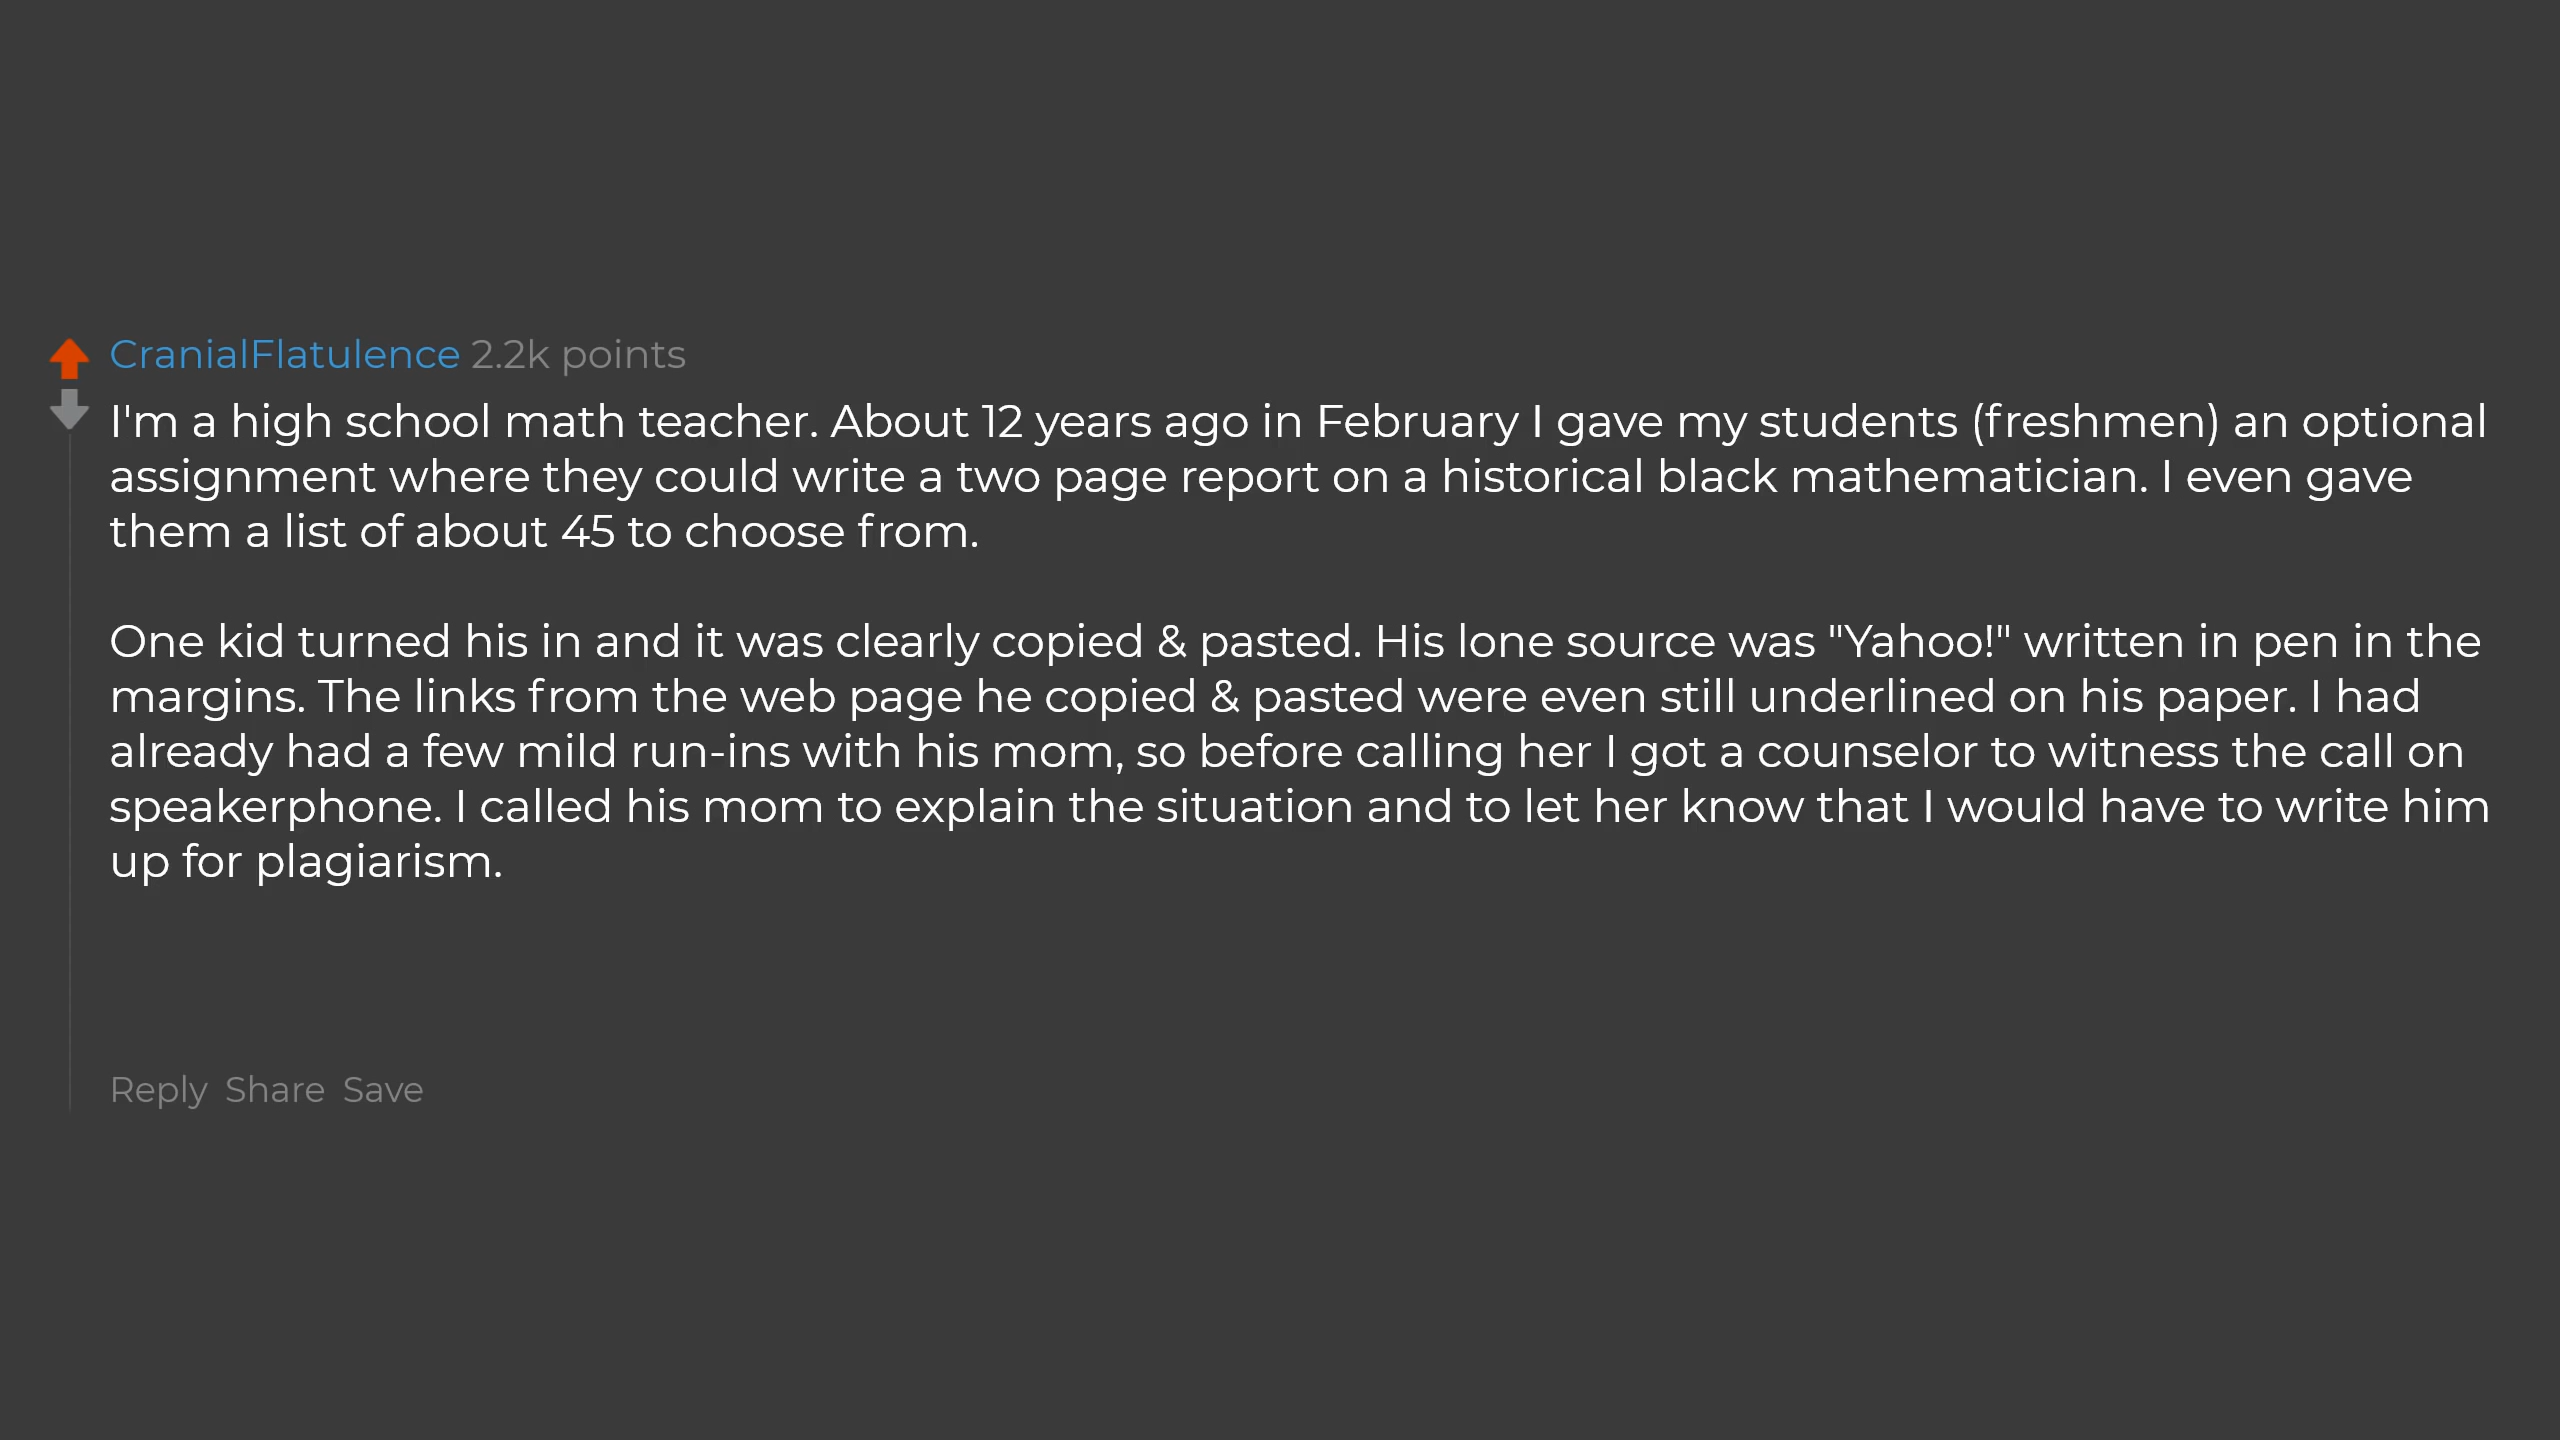 CranialFlatulence 2.2k points
I'm a high school math teacher. About 12 years ago in February I gave my students (freshmen) an optional
assignment where they could write a two page report on a historical black mathematician. I even gave
them a list of about 45 to choose from.
One kid turned his in and it was clearly copied & pasted. His lone source was "Yahoo!" written in pen in the
margins. The links from the web page he copied & pasted were even still underlined on his paper. I had
already had a few mild run-ins with his mom, so before calling her I got a counselor to witness the call on
speakerphone. I called his mom to explain the situation and to let her know that I would have to write him
up for plagiarism.
Reply Share Save